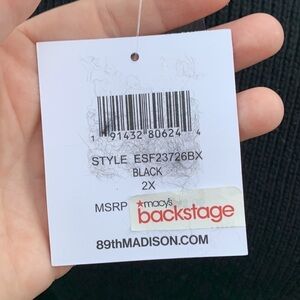 1 91432 80624 4
STYLE ESF23726BX
BLACK
2X
MSRP
★macy's
backstage
89thMADISON.COM